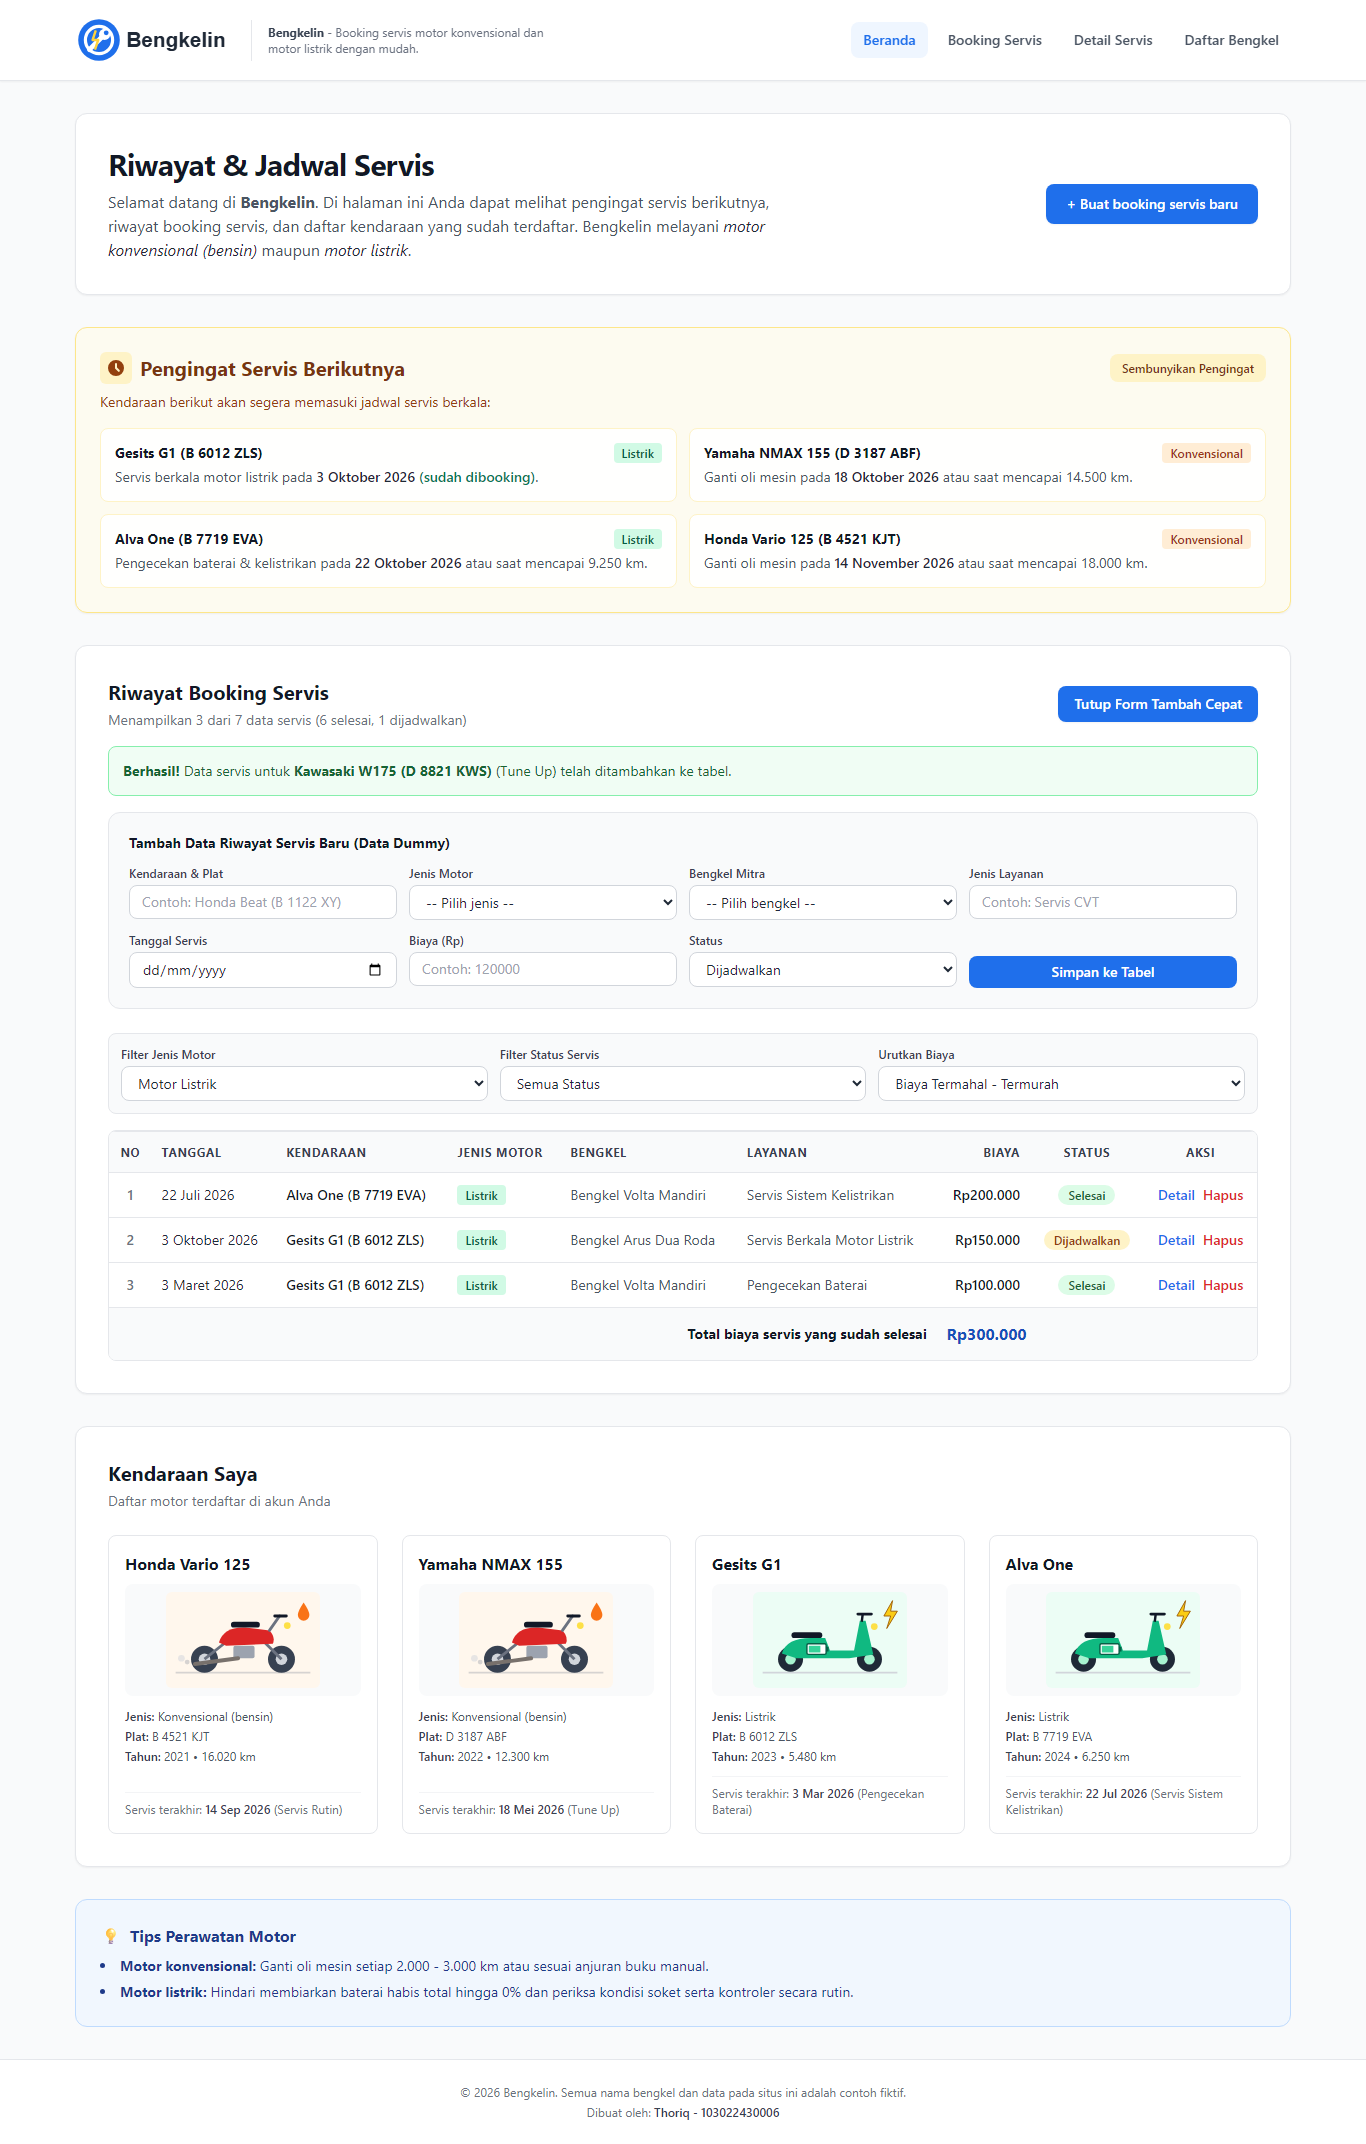 Bengkelin
Bengkelin - Booking servis motor konvensional dan
motor listrik dengan mudah.
Beranda
Booking Servis
Detail Servis
Daftar Bengkel
Riwayat & Jadwal Servis
Selamat datang di Bengkelin. Di halaman ini Anda dapat melihat pengingat servis berikutnya,
riwayat booking servis, dan daftar kendaraan yang sudah terdaftar. Bengkelin melayani motor
konvensional (bensin) maupun motor listrik.
+ Buat booking servis baru
Pengingat Servis Berikutnya
Sembunyikan Pengingat
Kendaraan berikut akan segera memasuki jadwal servis berkala:
Gesits G1 (B 6012 ZLS)
Listrik
Servis berkala motor listrik pada 3 Oktober 2026 (sudah dibooking).
Yamaha NMAX 155 (D 3187 ABF)
Konvensional
Ganti oli mesin pada 18 Oktober 2026 atau saat mencapai 14.500 km.
Alva One (B 7719 EVA)
Listrik
Pengecekan baterai & kelistrikan pada 22 Oktober 2026 atau saat mencapai 9.250 km.
Honda Vario 125 (B 4521 KJT)
Konvensional
Ganti oli mesin pada 14 November 2026 atau saat mencapai 18.000 km.
Riwayat Booking Servis
Menampilkan 3 dari 7 data servis (6 selesai, 1 dijadwalkan)
Tutup Form Tambah Cepat
Berhasil! Data servis untuk Kawasaki W175 (D 8821 KWS) (Tune Up) telah ditambahkan ke tabel.
Tambah Data Riwayat Servis Baru (Data Dummy)
Kendaraan & Plat
Jenis Motor
Bengkel Mitra
Jenis Layanan
Contoh: Honda Beat (B 1122 XY)
-- Pilih jenis --
-- Pilih bengkel --
Contoh: Servis CVT
Tanggal Servis
Biaya (Rp)
Status
dd/mm/yyyy
Contoh: 120000
Dijadwalkan
Simpan ke Tabel
Filter Jenis Motor
Filter Status Servis
Urutkan Biaya
Motor Listrik
Semua Status
Biaya Termahal - Termurah
NO TANGGAL KENDARAAN JENIS MOTOR BENGKEL LAYANAN BIAYA STATUS AKSI
1 22 Juli 2026 Alva One (B 7719 EVA) Listrik Bengkel Volta Mandiri Servis Sistem Kelistrikan Rp200.000 Selesai Detail Hapus
2 3 Oktober 2026 Gesits G1 (B 6012 ZLS) Listrik Bengkel Arus Dua Roda Servis Berkala Motor Listrik Rp150.000 Dijadwalkan Detail Hapus
3 3 Maret 2026 Gesits G1 (B 6012 ZLS) Listrik Bengkel Volta Mandiri Pengecekan Baterai Rp100.000 Selesai Detail Hapus
Total biaya servis yang sudah selesai Rp300.000
Kendaraan Saya
Daftar motor terdaftar di akun Anda
Honda Vario 125
Jenis: Konvensional (bensin)
Plat: B 4521 KJT
Tahun: 2021 • 16.020 km
Servis terakhir: 14 Sep 2026 (Servis Rutin)
Yamaha NMAX 155
Jenis: Konvensional (bensin)
Plat: D 3187 ABF
Tahun: 2022 • 12.300 km
Servis terakhir: 18 Mei 2026 (Tune Up)
Gesits G1
Jenis: Listrik
Plat: B 6012 ZLS
Tahun: 2023 • 5.480 km
Servis terakhir: 3 Mar 2026 (Pengecekan
Baterai)
Alva One
Jenis: Listrik
Plat: B 7719 EVA
Tahun: 2024 • 6.250 km
Servis terakhir: 22 Jul 2026 (Servis Sistem
Kelistrikan)
Tips Perawatan Motor
• Motor konvensional: Ganti oli mesin setiap 2.000 - 3.000 km atau sesuai anjuran buku manual.
• Motor listrik: Hindari membiarkan baterai habis total hingga 0% dan periksa kondisi soket serta kontroler secara rutin.
© 2026 Bengkelin. Semua nama bengkel dan data pada situs ini adalah contoh fiktif.
Dibuat oleh: Thoriq - 103022430006